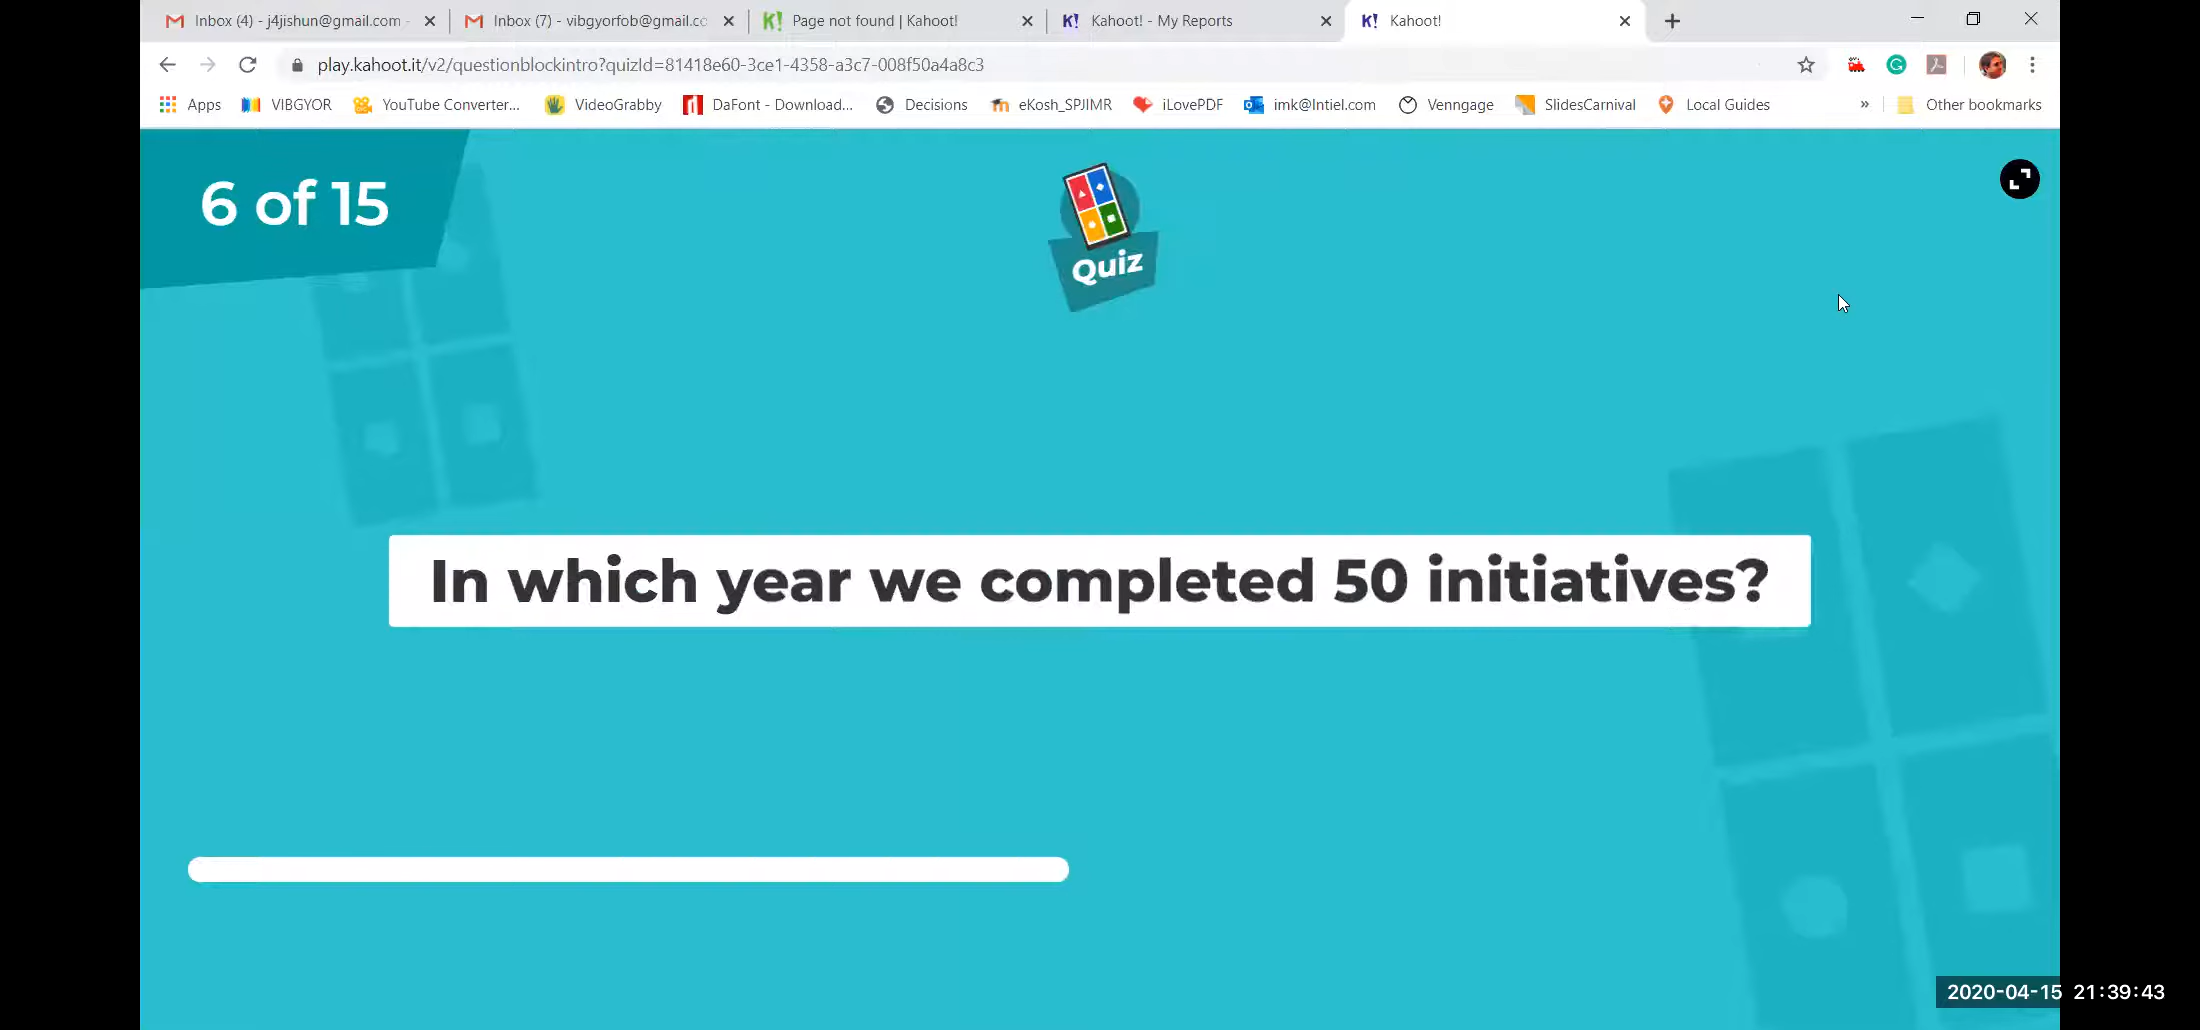 Inbox (4) - j4jishun@gmail.com -
Inbox (7) - vibgyorfob@gmail.cc
Page not found | Kahoot!
Kahoot! - My Reports
Kahoot!
play.kahoot.it/v2/questionblockintro?quizId=81418e60-3ce1-4358-a3c7-008f50a4a8c3
Apps VIBGYOR YouTube Converter... VideoGrabby DaFont - Download... Decisions eKosh_SPJIMR iLovePDF imk@Intiel.com Venngage SlidesCarnival Local Guides » Other bookmarks
6 of 15
Quiz
In which year we completed 50 initiatives?
2020-04-15 21:39:43